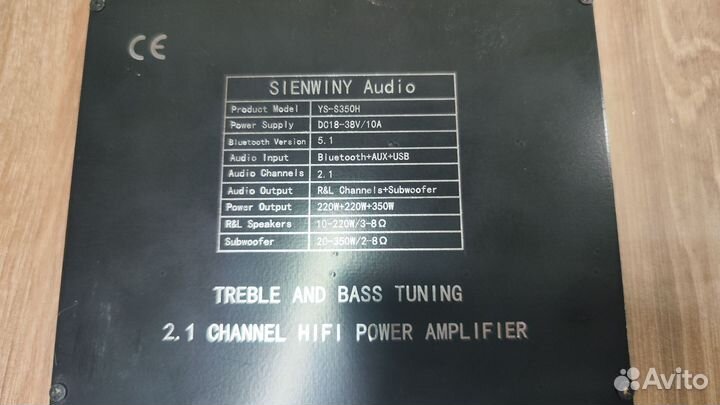 CE
SIENWINY Audio
Product Model YS-S350H
Power Supply DC18-38V/10A
Bluetooth Version 5.1
Audio Input Bluetooth+AUX+USB
Audio Channels 2.1
Audio Output R&L Channels+Subwoofer
Power Output 220W+220W+350W
R&L Speakers 10-220W/3-8Ω
Subwoofer 20-350W/2-8Ω
TREBLE AND BASS TUNING
2.1 CHANNEL HIFI POWER AMPLIFIER
Avito